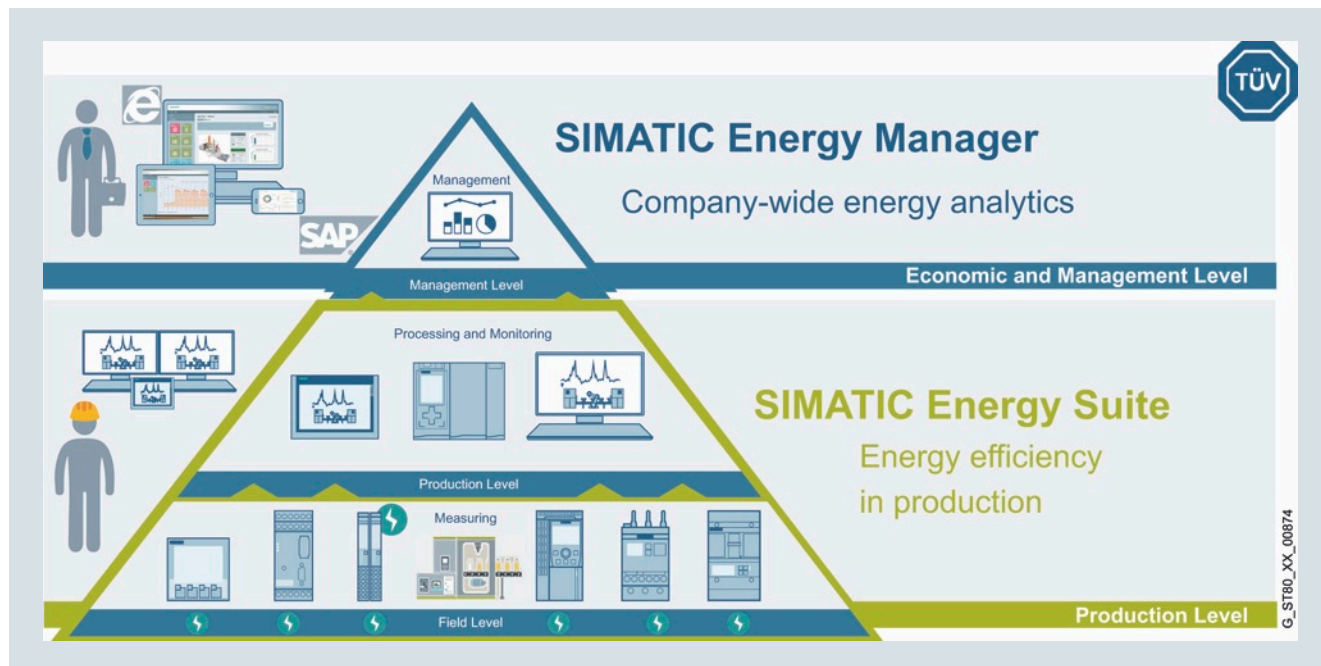 TÜV
e
SIMATIC Energy Manager
Management
Company-wide energy analytics
SAP
Economic and Management Level
Management Level
Processing and Monitoring
SIMATIC Energy Suite
Energy efficiency
in production
Production Level
Measuring
Field Level
Production Level
G_ST80_XX_00874